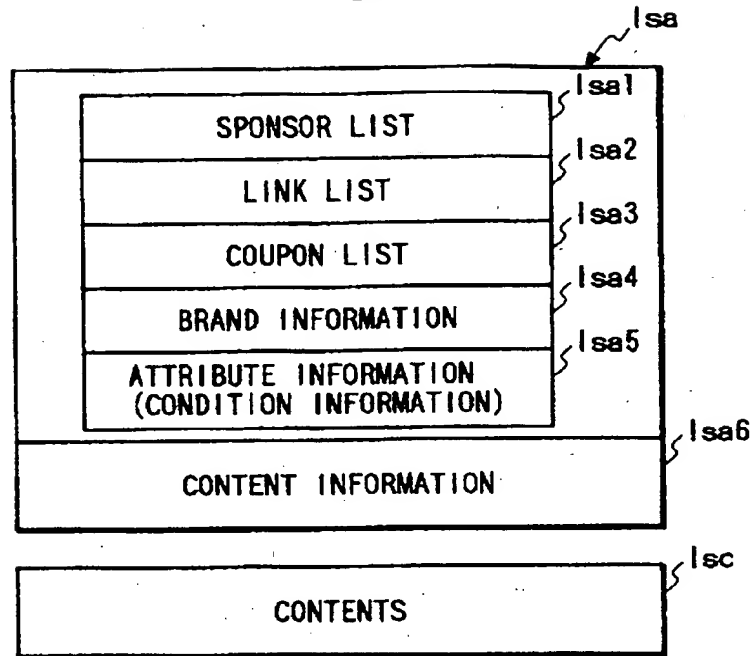 Isa
Isa1
SPONSOR LIST
Isa2
LINK LIST
Isa3
COUPON LIST
Isa4
BRAND INFORMATION
Isa5
ATTRIBUTE INFORMATION
(CONDITION INFORMATION)
Isa6
CONTENT INFORMATION
Isc
CONTENTS